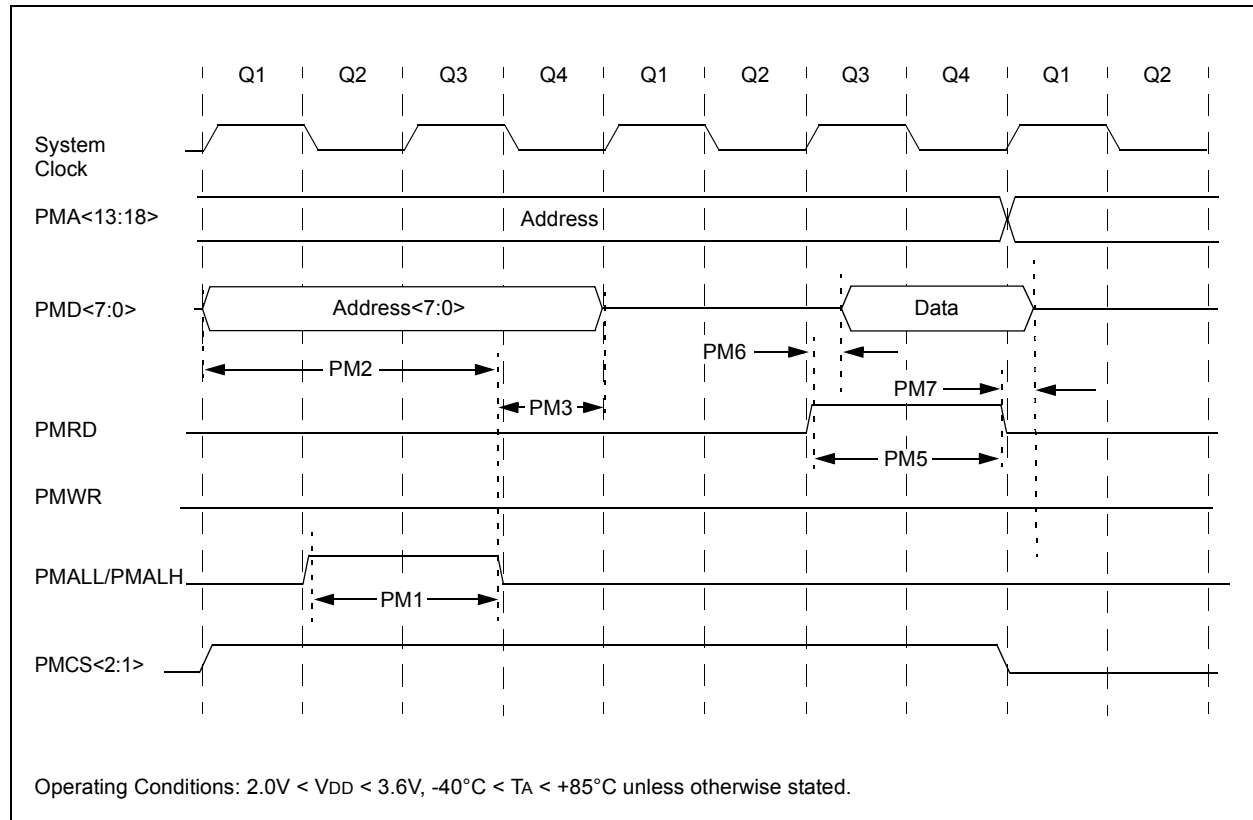 Q1 Q2 Q3 Q4 Q1 Q2 Q3 Q4 Q1 Q2
System
Clock
PMA<13:18>
Address
PMD<7:0>
Address<7:0>
Data
PM6
PM2
PM7
PM3
PMRD
PM5
PMWR
PMALL/PMALH
PM1
PMCS<2:1>
Operating Conditions: 2.0V < VDD < 3.6V, -40°C < TA < +85°C unless otherwise stated.